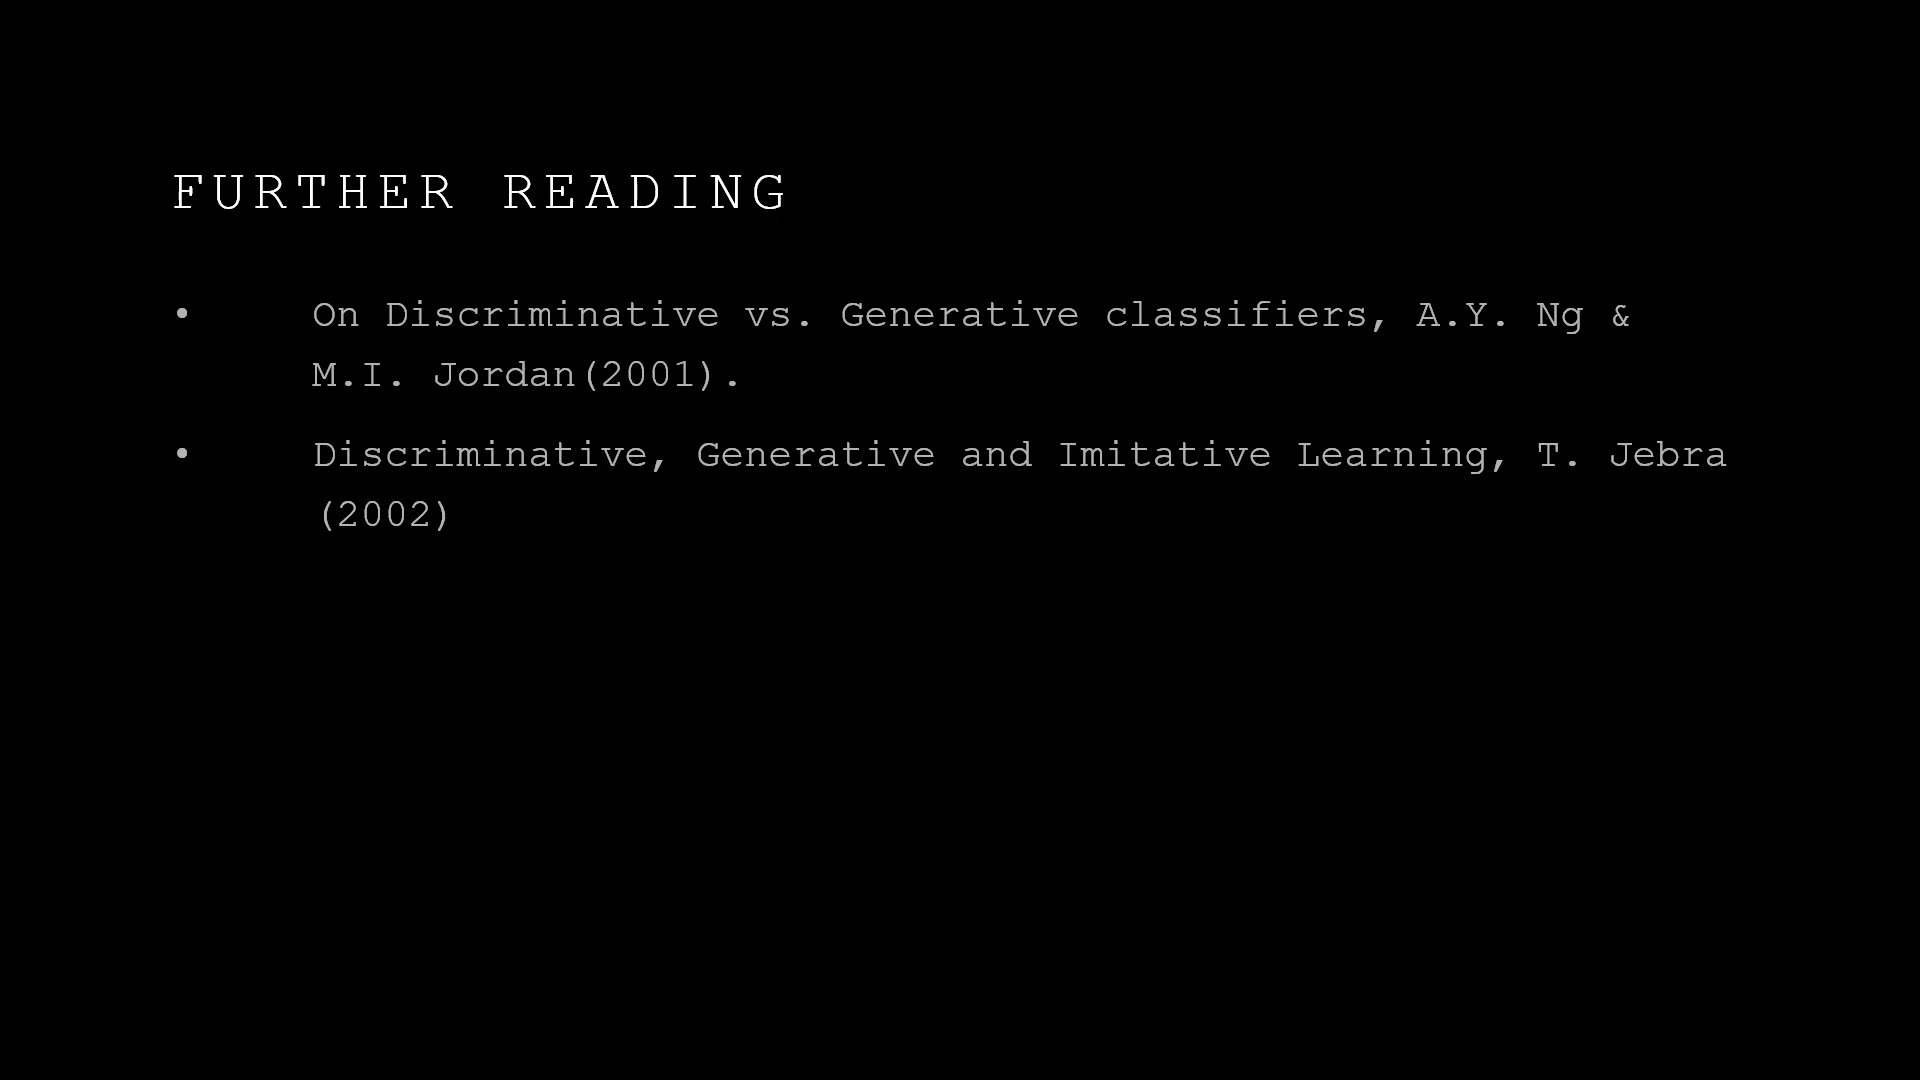 FURTHER READING
• On Discriminative vs. Generative classifiers, A.Y. Ng &
M.I. Jordan(2001).
• Discriminative, Generative and Imitative Learning, T. Jebra
(2002)